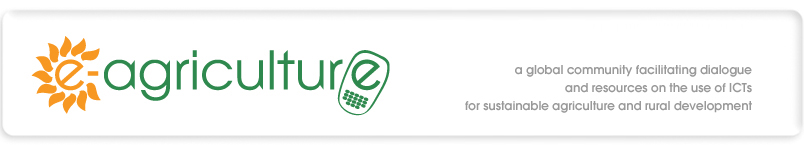 e-agriculture
a global community facilitating dialogue
and resources on the use of ICTs
for sustainable agriculture and rural development